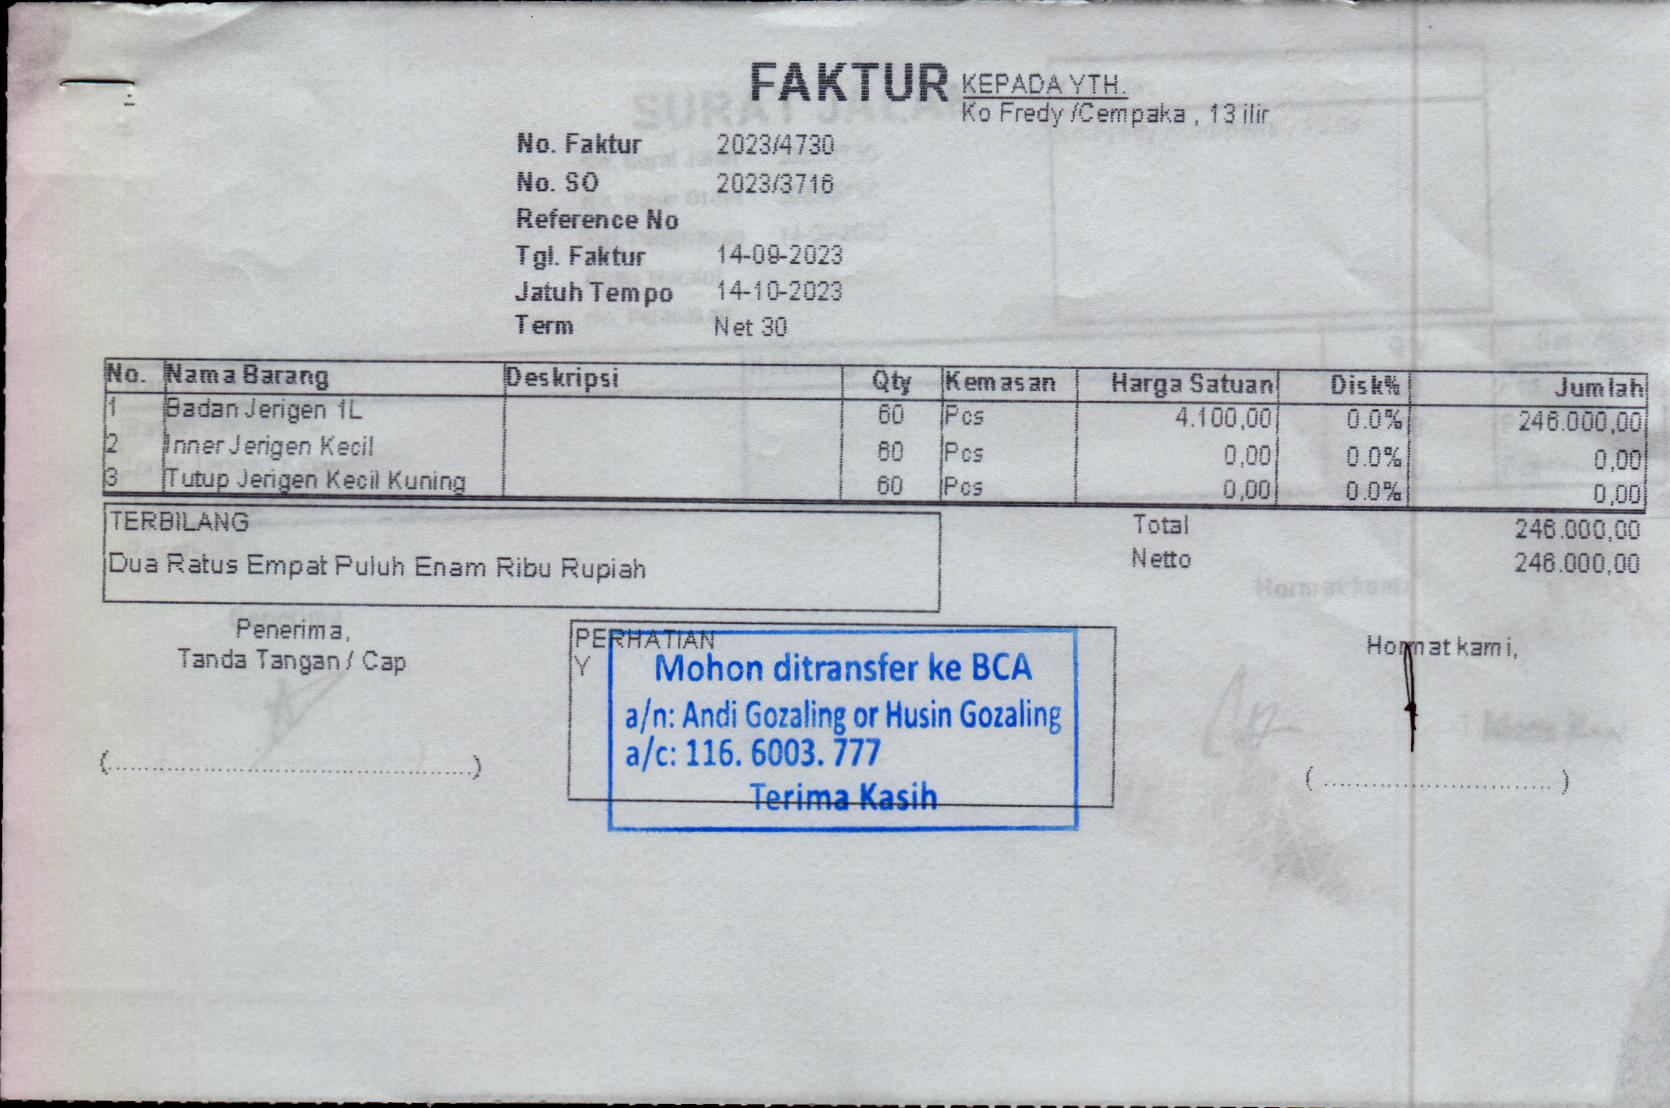 FAKTUR
KEPADA YTH.
Ko Fredy /Cempaka , 13 ilir
No. Faktur 2023/4730
No. SO 2023/3716
Reference No
Tgl. Faktur 14-09-2023
Jatuh Tempo 14-10-2023
Term Net 30
No. Nama Barang Deskripsi Qty Kemasan Harga Satuan Disk% Jumlah
1 Badan Jerigen 1L 60 Pcs 4.100,00 0.0% 246.000,00
2 Inner Jerigen Kecil 60 Pcs 0,00 0.0% 0,00
3 Tutup Jerigen Kecil Kuning 60 Pcs 0,00 0.0% 0,00
TERBILANG
Dua Ratus Empat Puluh Enam Ribu Rupiah
Total 246.000,00
Netto 246.000,00
Penerima,
Tanda Tangan / Cap
(..........................................................)
PERHATIAN
Y
Mohon ditransfer ke BCA
a/n: Andi Gozaling or Husin Gozaling
a/c: 116. 6003. 777
Terima Kasih
Hormat kami,
( .................................... )